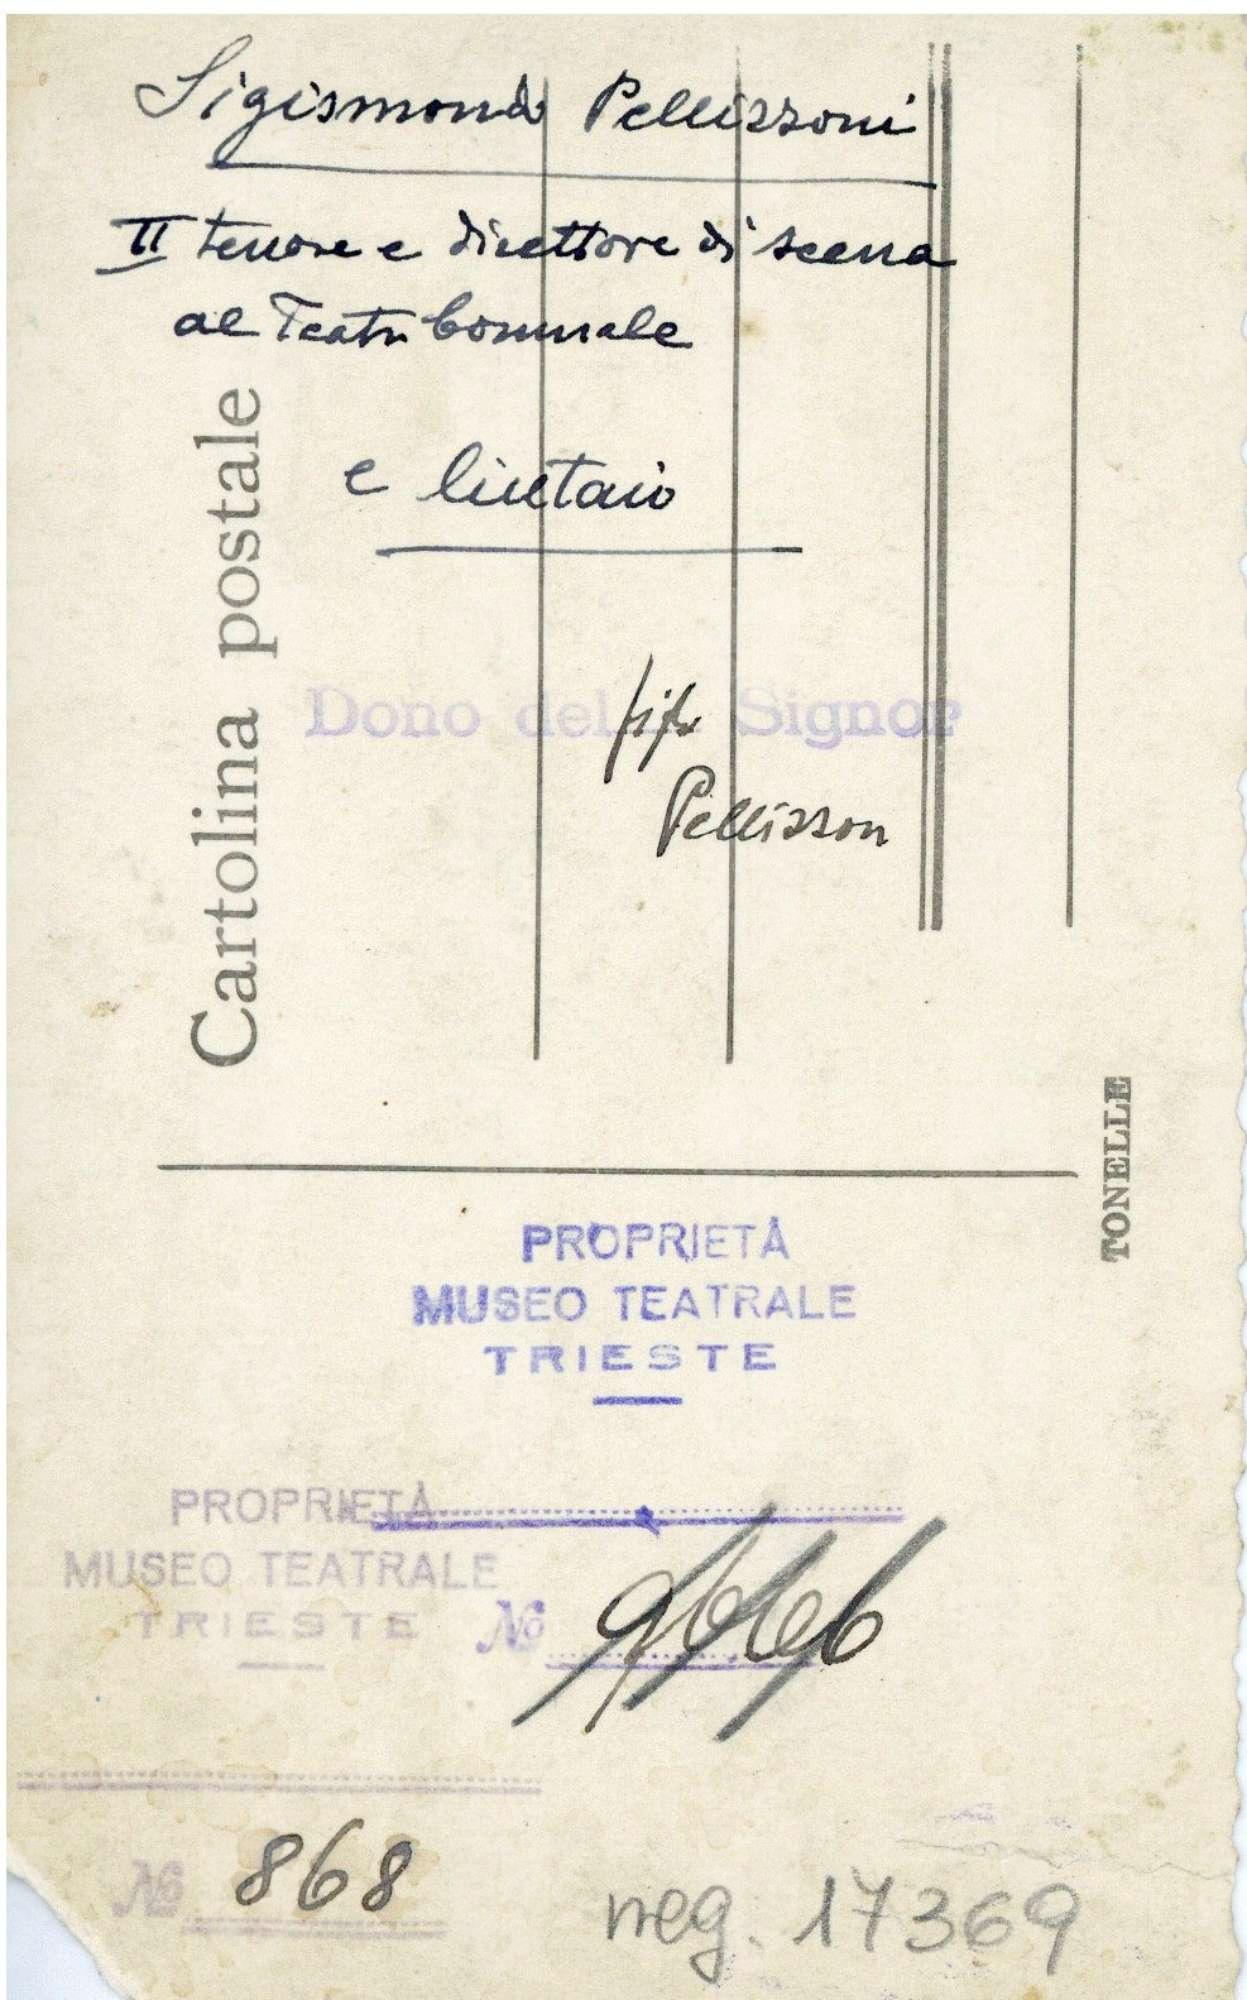 Sigismondo Pellizzoni
II tenore e direttore di scena
al Teatro Comunale
e liutaio
Cartolina postale
Dono del Signor
Pellizzon
TONELLE
PROPRIETÀ
MUSEO TEATRALE
TRIESTE
PROPRIETÀ
MUSEO TEATRALE
TRIESTE
No
No 868
neg. 17369